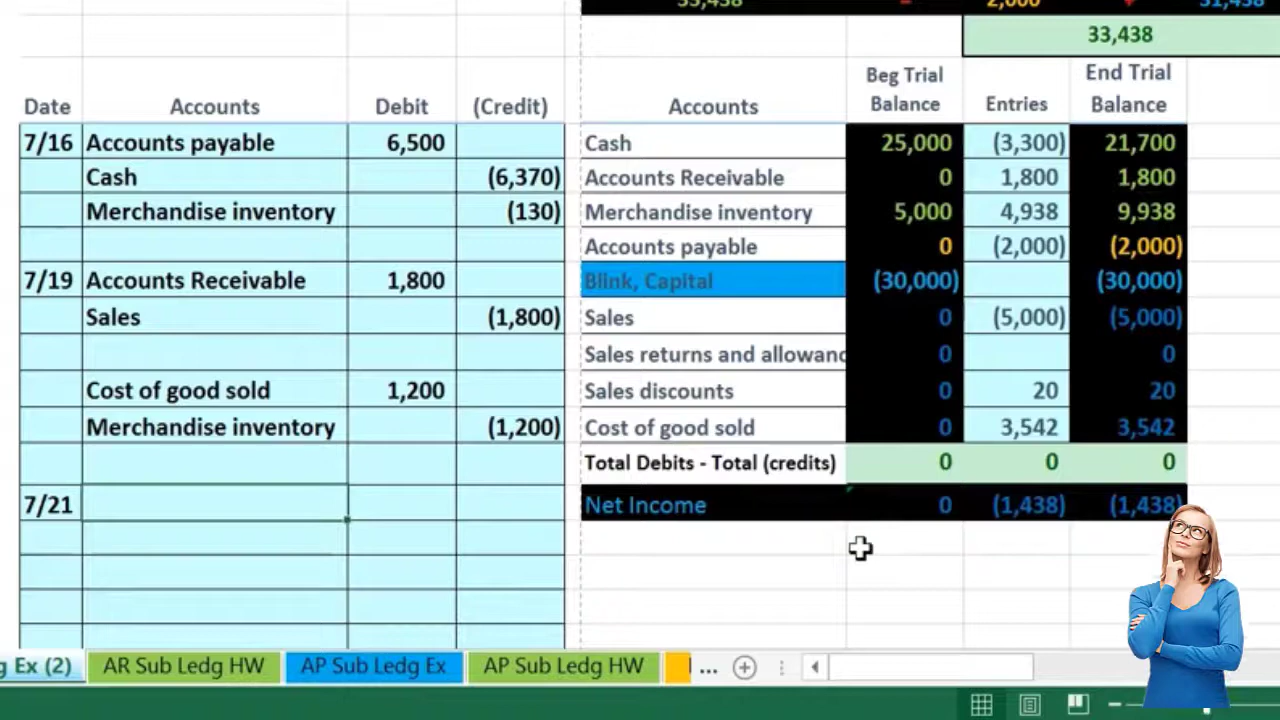 33,438 = 2,000 + 31,438
33,438
Date Accounts Debit (Credit)
7/16 Accounts payable 6,500
Cash (6,370)
Merchandise inventory (130)
7/19 Accounts Receivable 1,800
Sales (1,800)
Cost of good sold 1,200
Merchandise inventory (1,200)
7/21
Accounts Beg Trial Balance Entries End Trial Balance
Cash 25,000 (3,300) 21,700
Accounts Receivable 0 1,800 1,800
Merchandise inventory 5,000 4,938 9,938
Accounts payable 0 (2,000) (2,000)
Blink, Capital (30,000) (30,000)
Sales 0 (5,000) (5,000)
Sales returns and allowanc 0 0
Sales discounts 0 20 20
Cost of good sold 0 3,542 3,542
Total Debits - Total (credits) 0 0 0
Net Income 0 (1,438) (1,438)
g Ex (2) AR Sub Ledg HW AP Sub Ledg Ex AP Sub Ledg HW ...